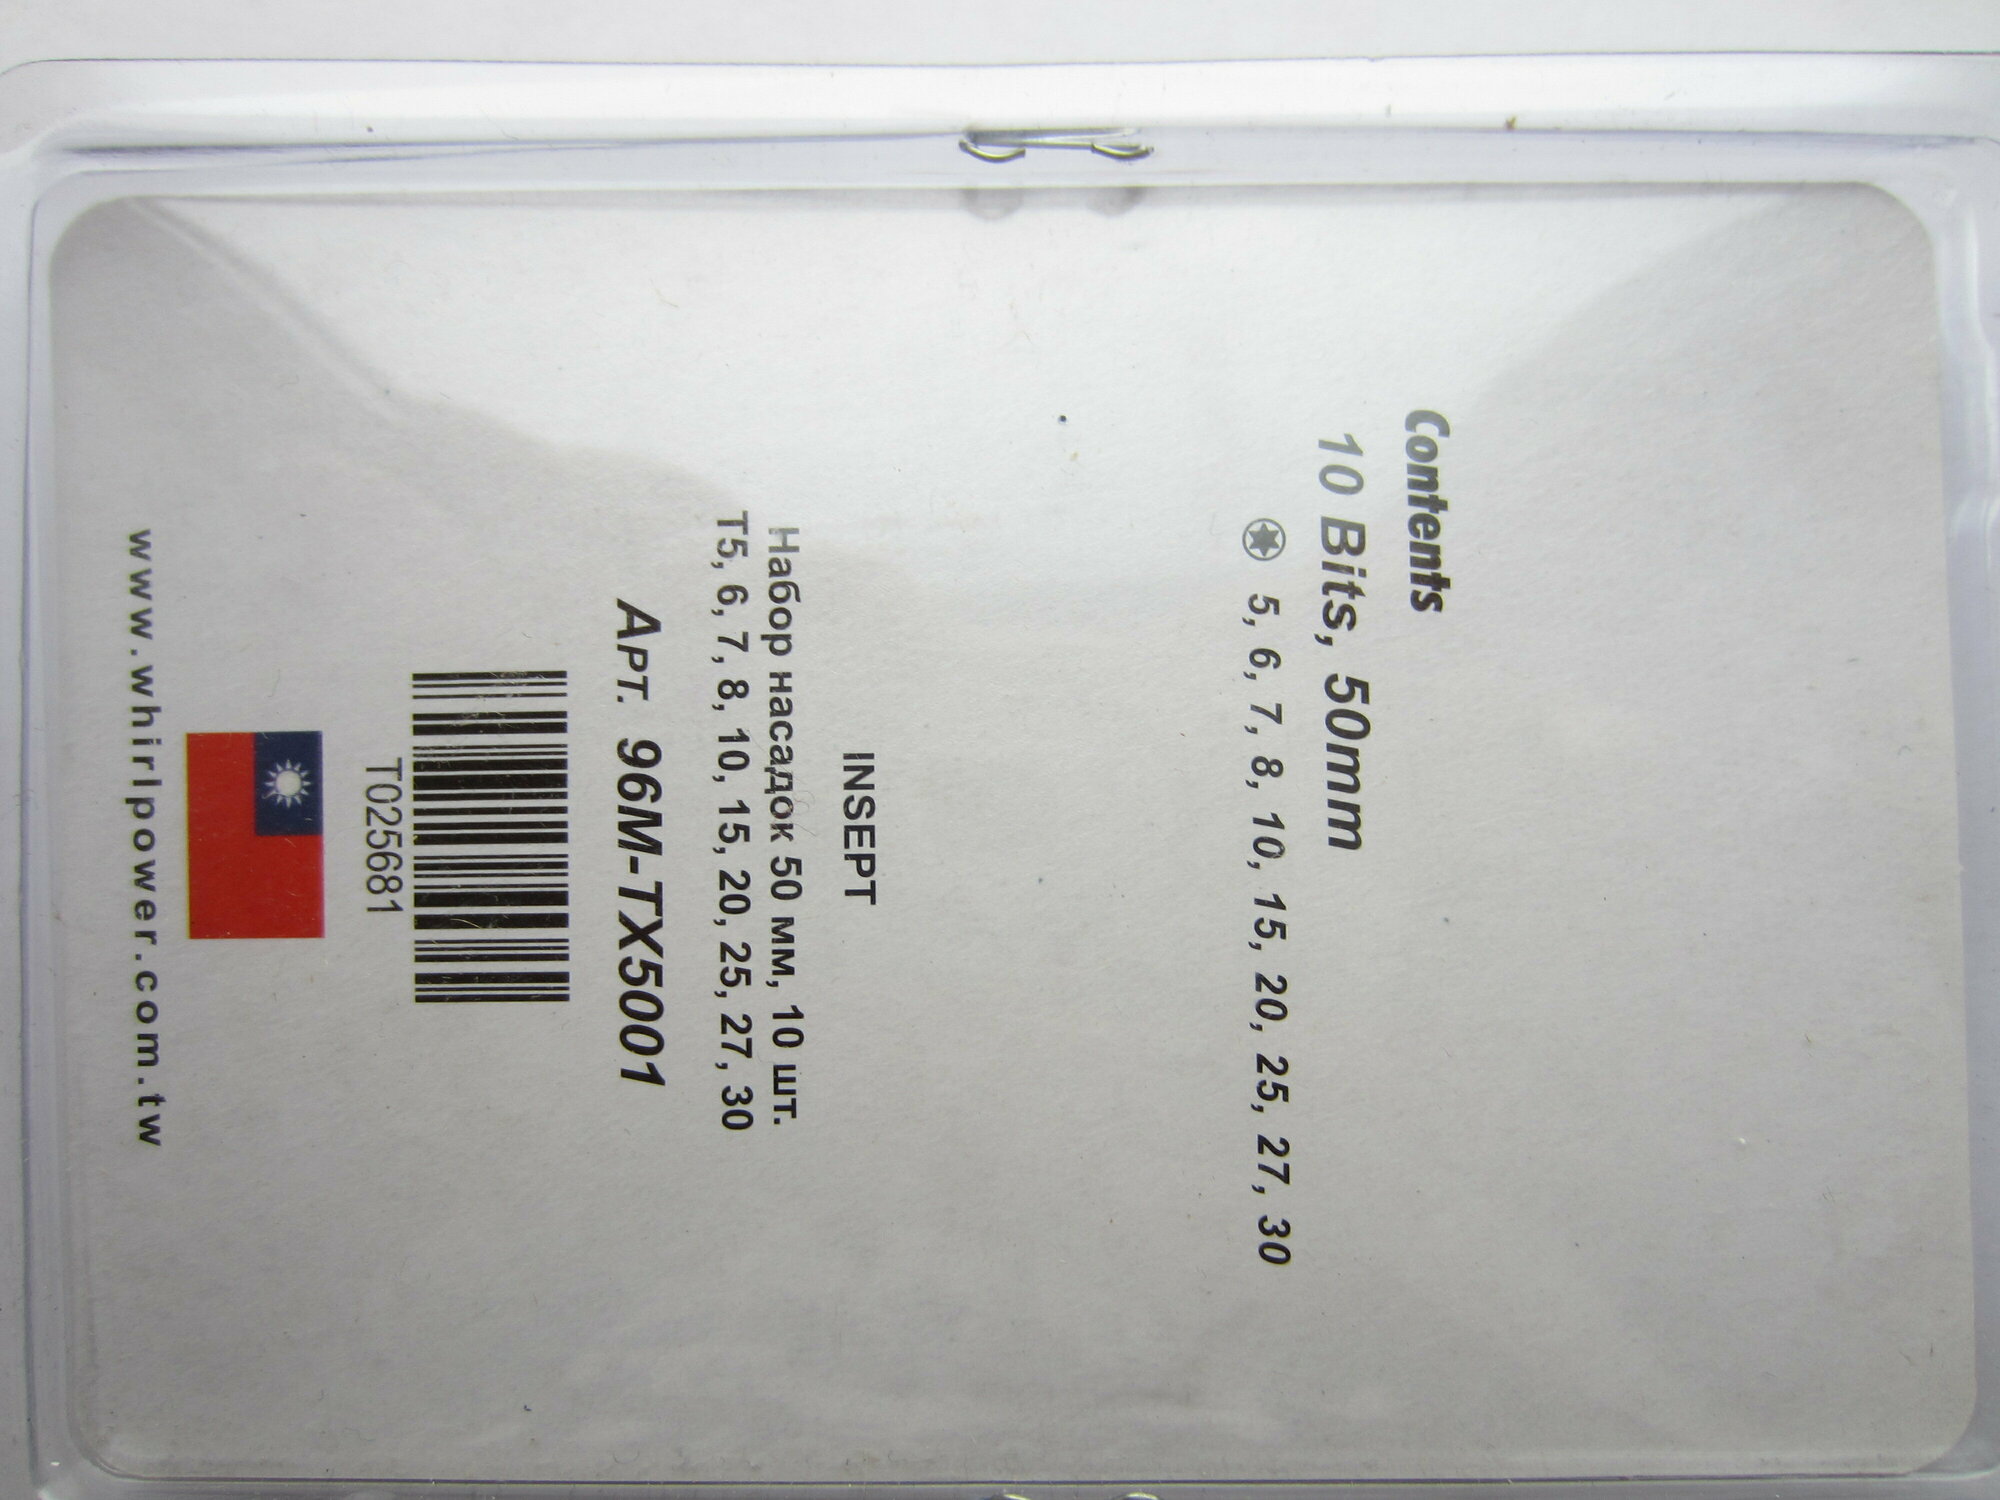 Contents
10 Bits, 50mm
5, 6, 7, 8, 10, 15, 20, 25, 27, 30
INSEPT
Набор насадок 50 мм, 10 шт.
T5, 6, 7, 8, 10, 15, 20, 25, 27, 30
Арт. 96M-TX5001
T025681
www.whirlpower.com.tw